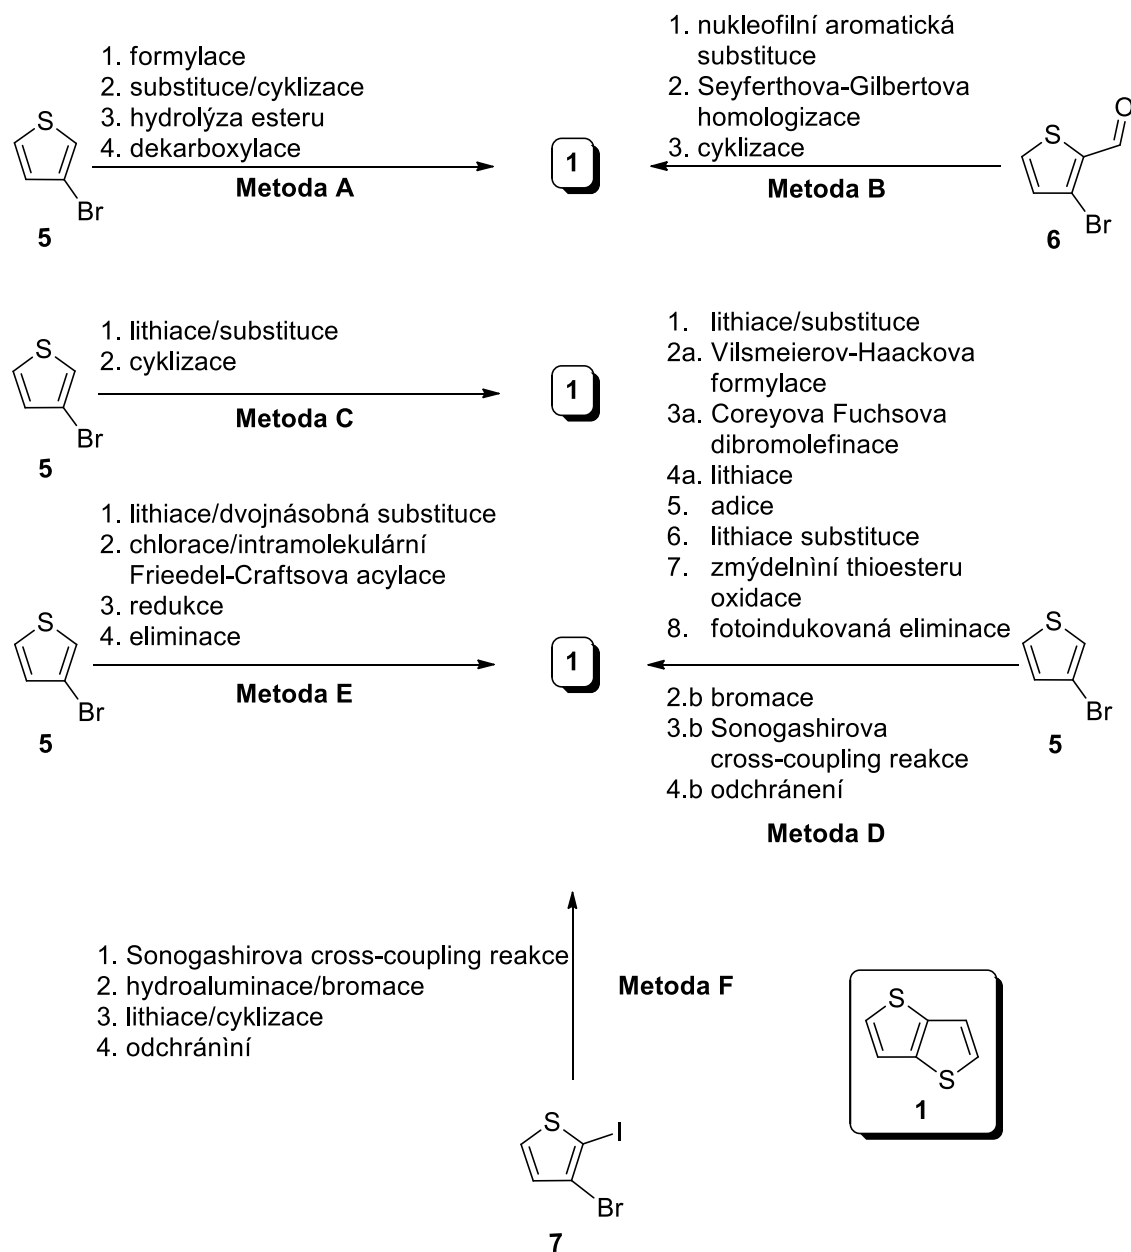 1. formylace
2. substituce/cyklizace
3. hydrolýza esteru
4. dekarboxylace
Metoda A
S
Br
5
1
1. nukleofilní aromatická
substituce
2. Seyferthova-Gilbertova
homologizace
3. cyklizace
Metoda B
S
O
Br
6
1. lithiace/substituce
2. cyklizace
Metoda C
S
Br
5
1
1. lithiace/dvojnásobná substituce
2. chlorace/intramolekulární
Frieedel-Craftsova acylace
3. redukce
4. eliminace
Metoda E
S
Br
5
1
1. lithiace/substituce
2a. Vilsmeierov-Haackova
formylace
3a. Coreyova Fuchsova
dibromolefinace
4a. lithiace
5. adice
6. lithiace substituce
7. zmýdelnìní thioesteru
oxidace
8. fotoindukovaná eliminace
S
Br
5
2.b bromace
3.b Sonogashirova
cross-coupling reakce
4.b odchránení
Metoda D
1. Sonogashirova cross-coupling reakce
2. hydroaluminace/bromace
3. lithiace/cyklizace
4. odchránìní
Metoda F
S
I
Br
7
S
S
1